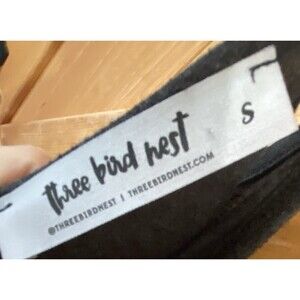 three bird nest
S
@THREEBIRDNEST | THREEBIRDNEST.COM